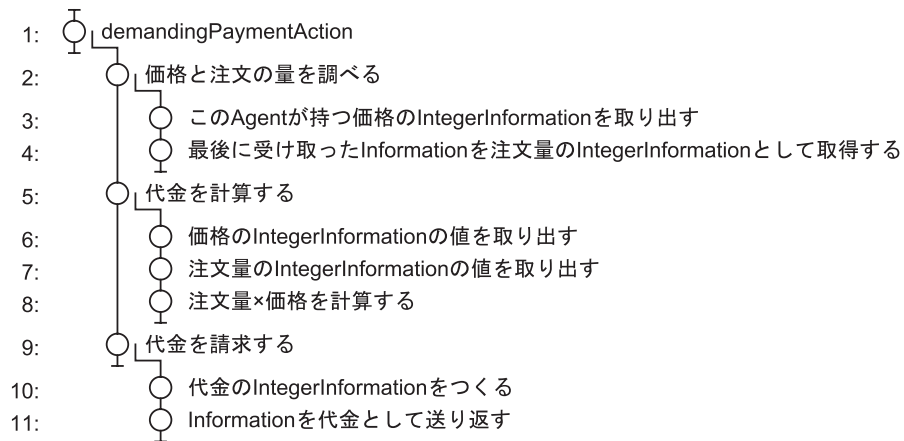 1: demandingPaymentAction
2: 価格と注文の量を調べる
3: このAgentが持つ価格のIntegerInformationを取り出す
4: 最後に受け取ったInformationを注文量のIntegerInformationとして取得する
5: 代金を計算する
6: 価格のIntegerInformationの値を取り出す
7: 注文量のIntegerInformationの値を取り出す
8: 注文量×価格を計算する
9: 代金を請求する
10: 代金のIntegerInformationをつくる
11: Informationを代金として送り返す